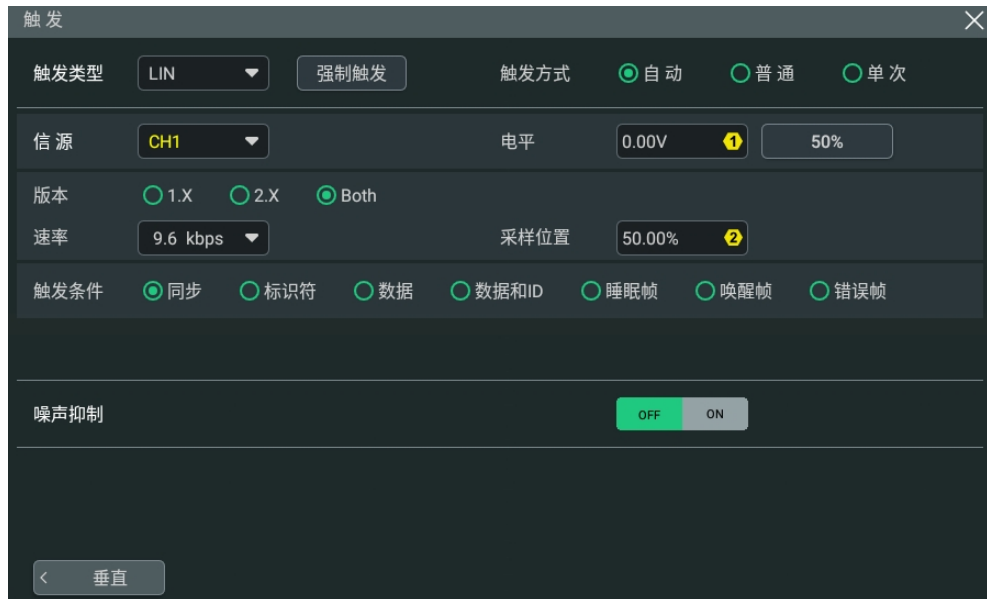 触发
触发类型 LIN 强制触发 触发方式 自动 普通 单次
信源 CH1 电平 0.00V 1 50%
版本 1.X 2.X Both
速率 9.6 kbps 采样位置 50.00% 2
触发条件 同步 标识符 数据 数据和ID 睡眠帧 唤醒帧 错误帧
噪声抑制 OFF ON
垂直